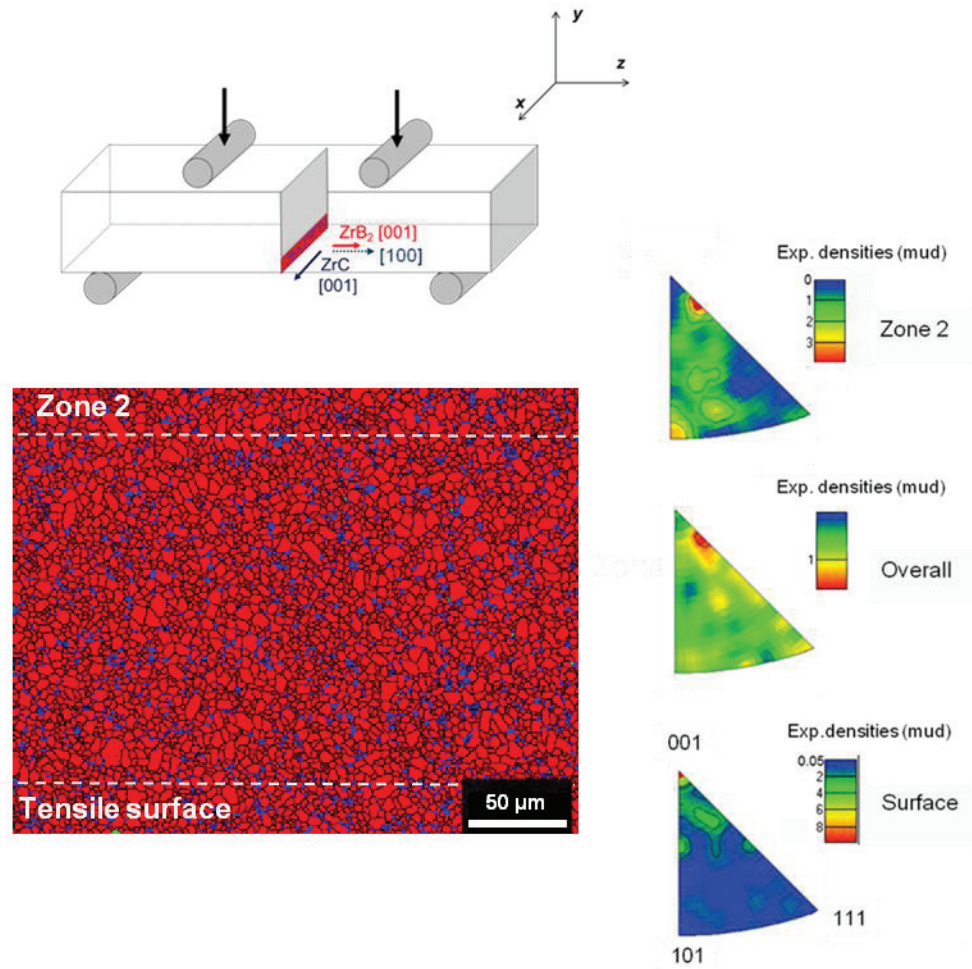 y
z
x
ZrB2 [001]
[100]
ZrC
[001]
Exp. densities (mud)
0
1
2
3
Zone 2
Zone 2
Tensile surface
50 µm
Exp. densities (mud)
1
Overall
001
Exp.densities (mud)
0.05
2
4
6
8
Surface
111
101